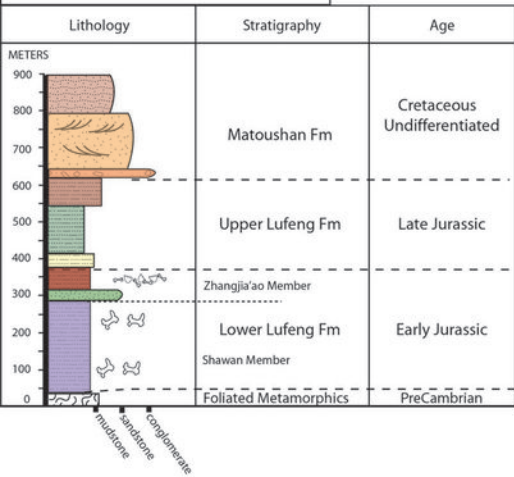 Lithology Stratigraphy Age
METERS
900
800
700
600
500
400
300
200
100
0
Matoushan Fm
Cretaceous
Undifferentiated
Upper Lufeng Fm
Late Jurassic
Zhangjia'ao Member
Lower Lufeng Fm
Early Jurassic
Shawan Member
Foliated Metamorphics
PreCambrian
mudstone
sandstone
conglomerate